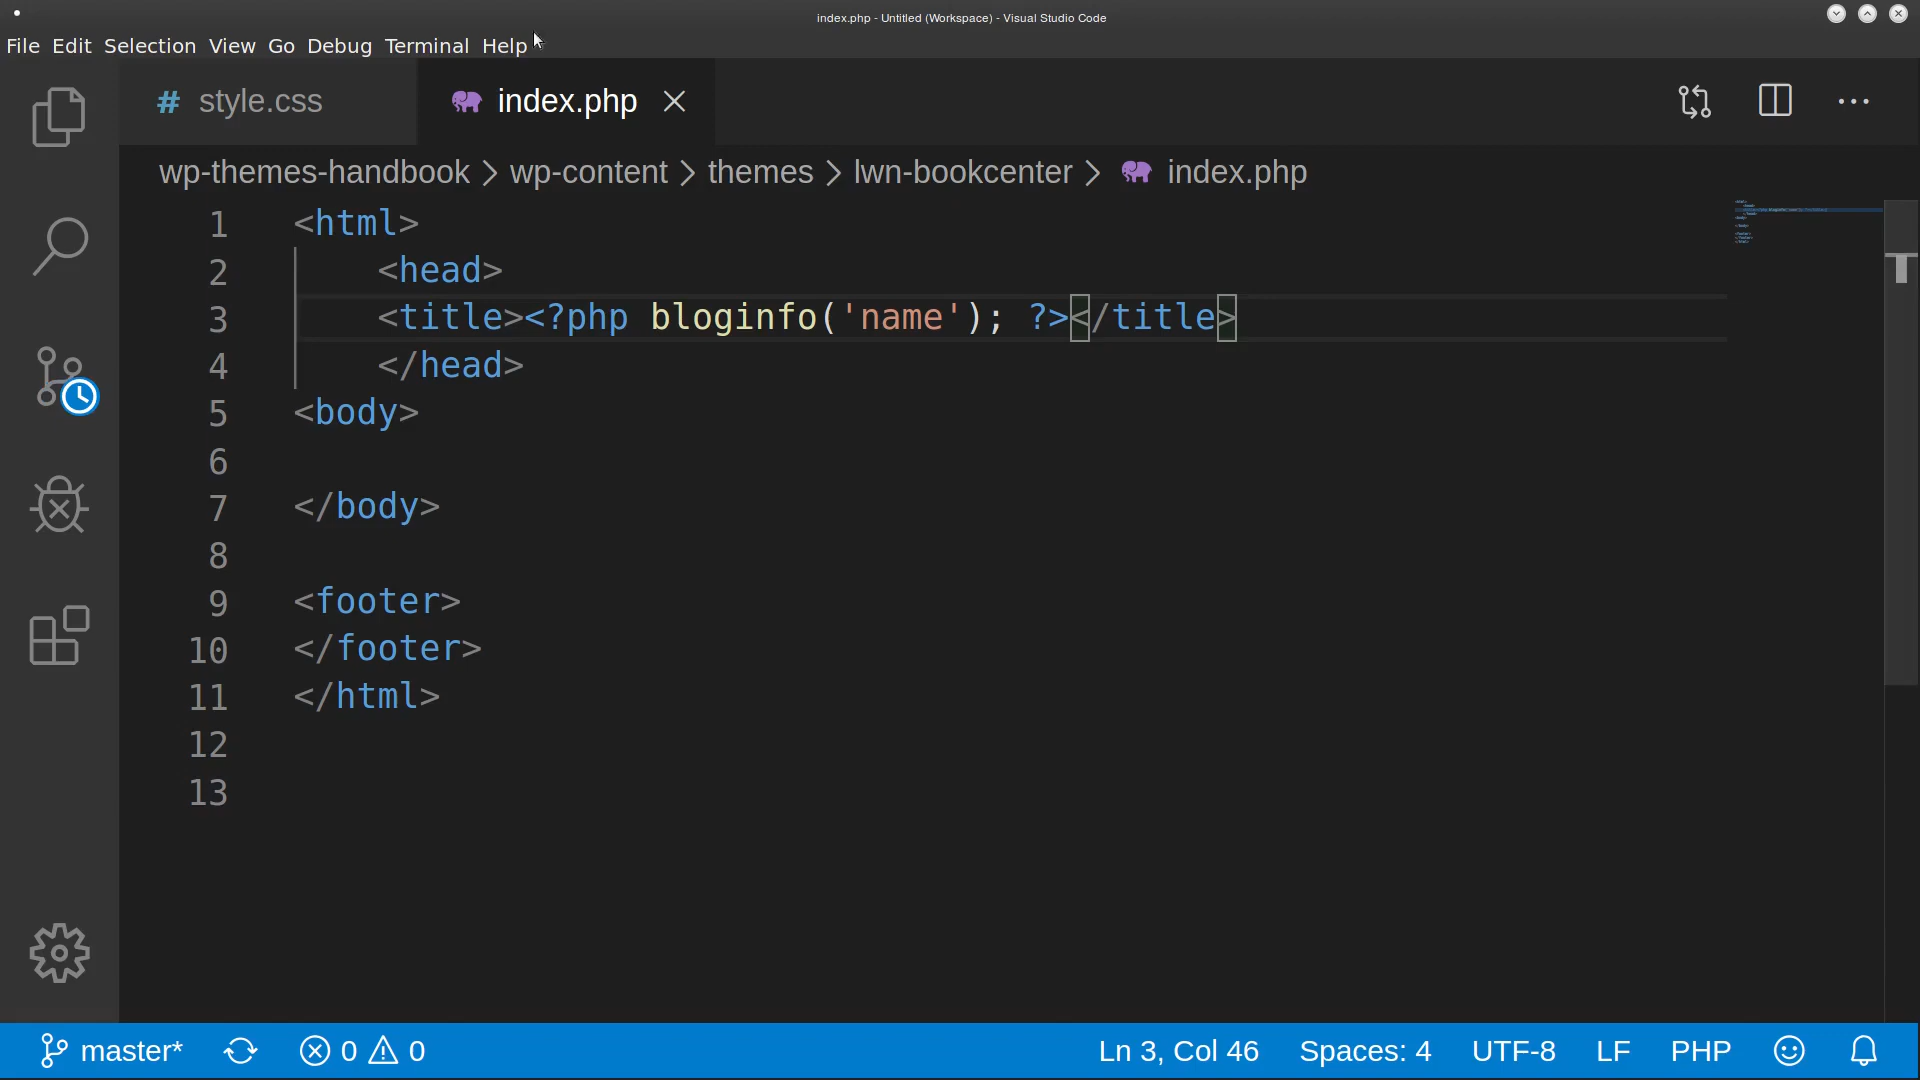 index.php - Untitled (Workspace) - Visual Studio Code
File Edit Selection View Go Debug Terminal Help
# style.css index.php
wp-themes-handbook > wp-content > themes > lwn-bookcenter > index.php
1 <html>
2     <head>
3     <title><?php bloginfo('name'); ?></title>
4     </head>
5 <body>
6
7 </body>
8
9 <footer>
10 </footer>
11 </html>
12
13
master* 0 0 Ln 3, Col 46 Spaces: 4 UTF-8 LF PHP